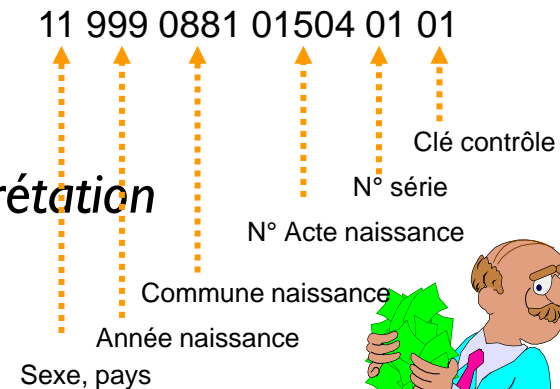 11 999 0881 01504 01 01
Clé contrôle
N° série
rétation
N° Acte naissance
Commune naissance
Année naissance
Sexe, pays